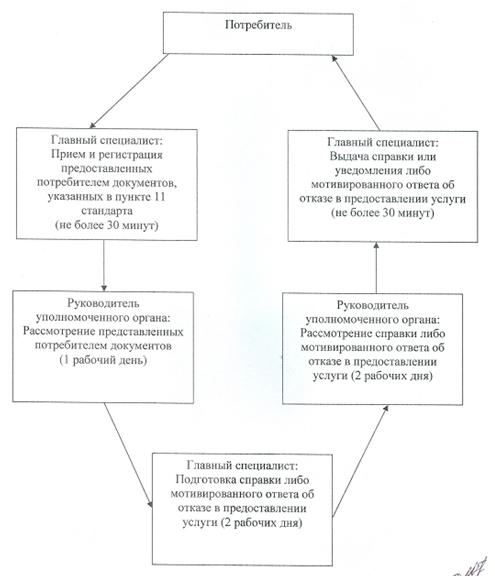 Потребитель
Главный специалист:
Прием и регистрация
предоставленных
потребителем документов,
указанных в пункте 11
стандарта
(не более 30 минут)
Руководитель
уполномоченного органа:
Рассмотрение представленных
потребителем документов
(1 рабочий день)
Главный специалист:
Подготовка справки либо
мотивированного ответа об
отказе в предоставлении
услуги (2 рабочих дня)
Руководитель
уполномоченного органа:
Рассмотрение справки либо
мотивированного ответа об
отказе в предоставлении
услуги (2 рабочих дня)
Главный специалист:
Выдача справки или
уведомления либо
мотивированного ответа об
отказе в предоставлении услуги
(не более 30 минут)